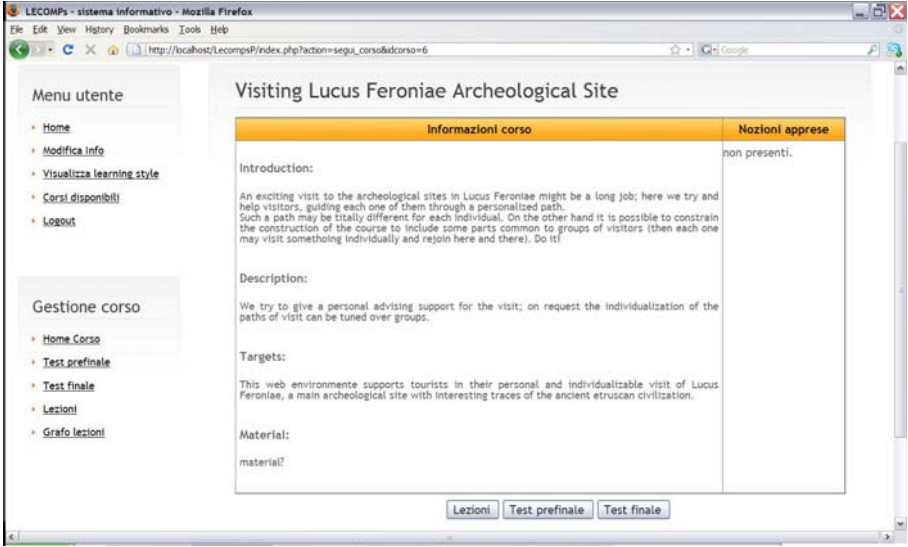 LECOMPs - sistema informativo - Mozilla Firefox
File Edit View History Bookmarks Tools Help
http://localhost/LecompsP/index.php?action=segui_corso&idcorso=6
Google
Menu utente
Home
Modifica Info
Visualizza learning style
Corsi disponibili
Logout
Gestione corso
Home Corso
Test prefinale
Test finale
Lezioni
Grafo lezioni
Visiting Lucus Feroniae Archeological Site
Informazioni corso
Nozioni apprese
non presenti.
Introduction:
An exciting visit to the archeological sites in Lucus Feroniae might be a long job; here we try and
help visitors, guiding each one of them through a personalized path.
Such a path may be titally different for each individual. On the other hand it is possible to constrain
the construction of the course to include some parts common to groups of visitors (then each one
may visit somethoing individually and rejoin here and there). Do it!
Description:
We try to give a personal advising support for the visit; on request the individualization of the
paths of visit can be tuned over groups.
Targets:
This web environmente supports tourists in their personal and individualizable visit of Lucus
Feroniae, a main archeological site with interesting traces of the ancient etruscan civilization.
Material:
material?
Lezioni Test prefinale Test finale